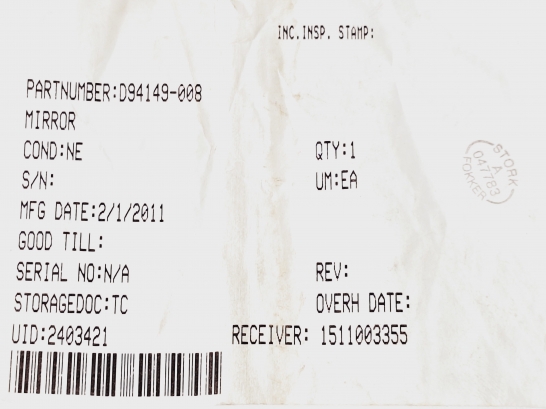 INC.INSP. STAMP:
PARTNUMBER:D94149-008
MIRROR
COND:NE
QTY:1
S/N:
UM:EA
MFG DATE:2/1/2011
GOOD TILL:
SERIAL NO:N/A
REV:
STORAGEDOC:TC
OVERH DATE:
UID:2403421
RECEIVER: 1511003355
STORK
A
047783
FOKKER